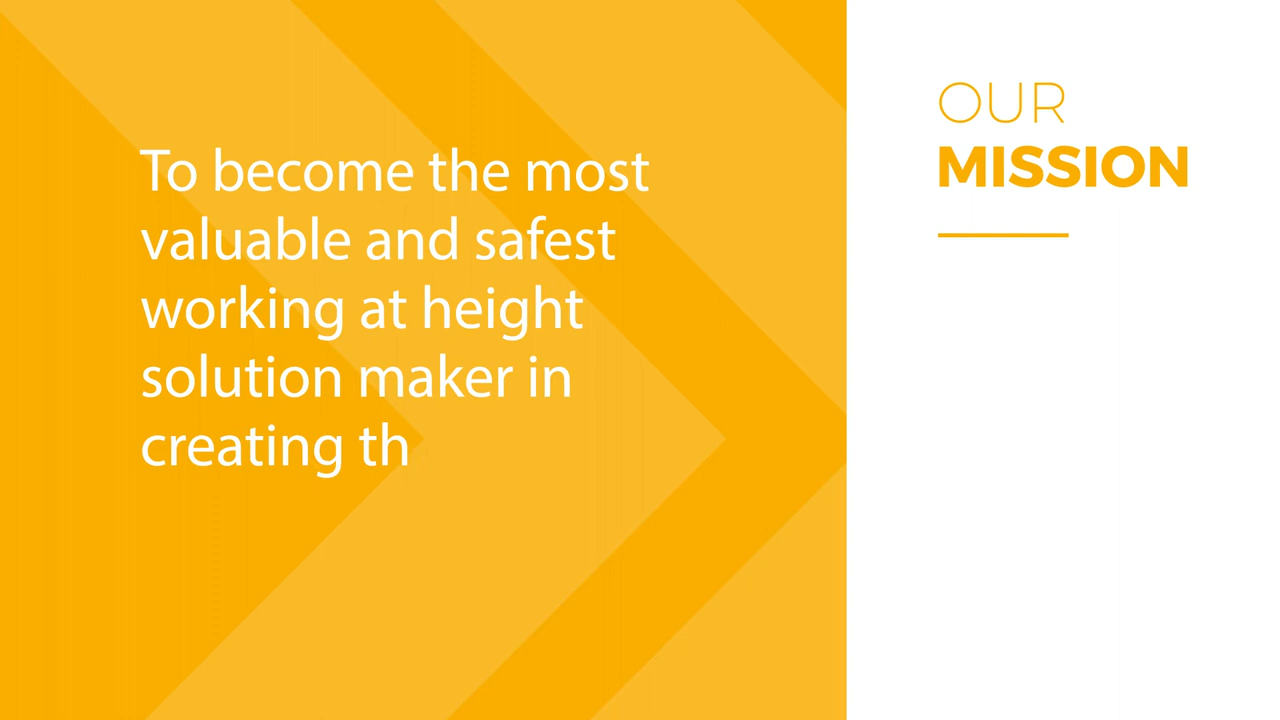 To become the most
valuable and safest
working at height
solution maker in
creating th
OUR
MISSION